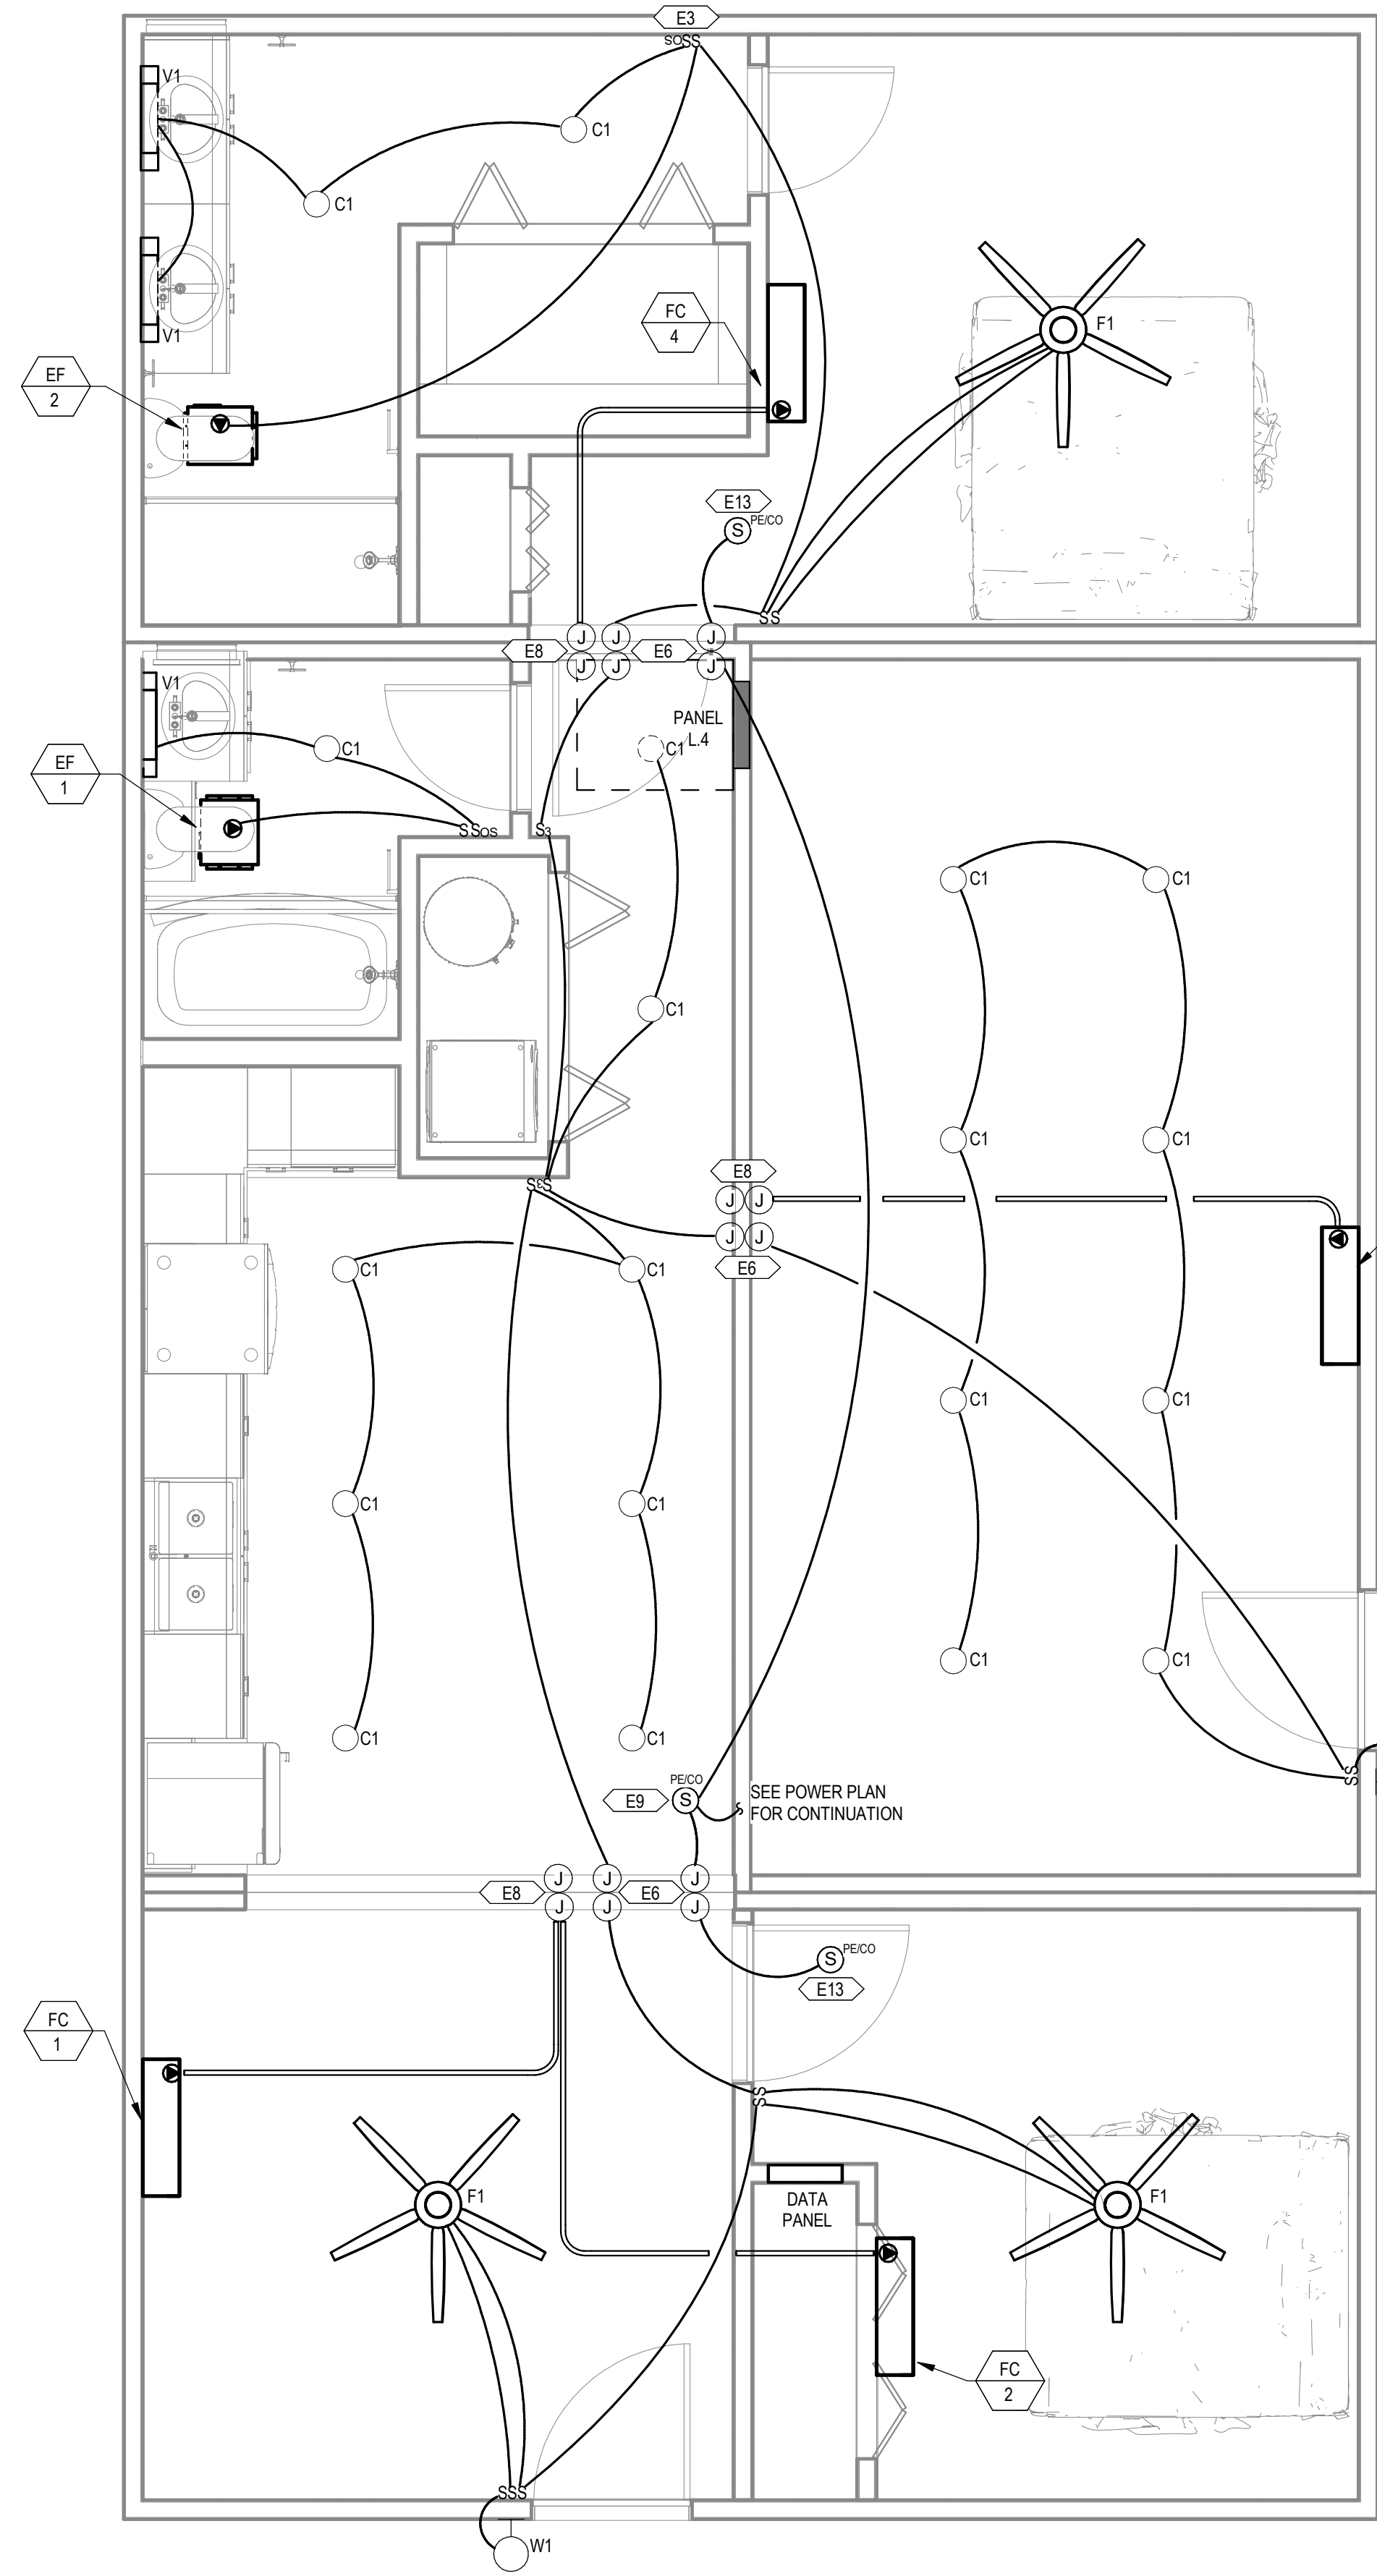 E3
SOSS
V1
C1
C1
V1
FC
4
F1
EF
2
E13
S PE/CO
SS
J J J
E8 E6
J J J
V1
PANEL
L.4
C1
C1
EF
1
S SOS
S3
C1 C1
C1
C1 C1
E8
S3S
J J
J J
E6
C1 C1
C1 C1
C1 C1
C1 C1
C1 C1
SS
PE/CO
E9 S
SEE POWER PLAN
FOR CONTINUATION
J J J
E8 E6
J J J
S PE/CO
E13
FC
1
SS
DATA
PANEL
F1 F1
FC
2
SSS
W1